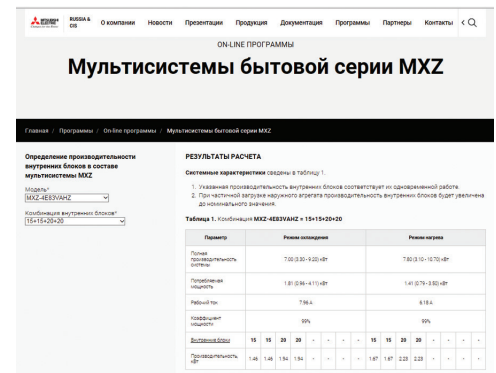 MITSUBISHI ELECTRIC
RUSSIA & CIS
О компании Новости Презентации Продукция Документация Программы Партнеры Контакты
ON-LINE ПРОГРАММЫ
Мультисистемы бытовой серии MXZ
Главная / Программы / On-line программы / Мультисистемы бытовой серии MXZ
Определение производительности
внутренних блоков в составе
мультисистемы MXZ
Модель*
MXZ-4E83VAHZ
Комбинация внутренних блоков*
15+15+20+20
РЕЗУЛЬТАТЫ РАСЧЕТА
Системные характеристики сведены в таблицу 1.
1. Указанная производительность внутренних блоков соответствует их одновременной работе.
2. При частичной загрузке наружного агрегата производительность внутренних блоков будет увеличена
до номинального значения.
Таблица 1. Комбинация MXZ-4E83VAHZ = 15+15+20+20
Параметр Режим охлаждения Режим нагрева
Полная производительность системы 7.00 (3.30 - 9.20) кВт 7.60 (3.10 - 10.70) кВт
Потребляемая мощность 1.81 (0.96 - 4.11) кВт 1.41 (0.79 - 3.50) кВт
Рабочий ток 7.96 А 6.18 А
Коэффициент мощности 99% 99%
Внутренние блоки 15 15 20 20 - - - - 15 15 20 20 - - - -
Производительность, кВт 1.46 1.46 1.94 1.94 - - - - 1.67 1.67 2.23 2.23 - - - -